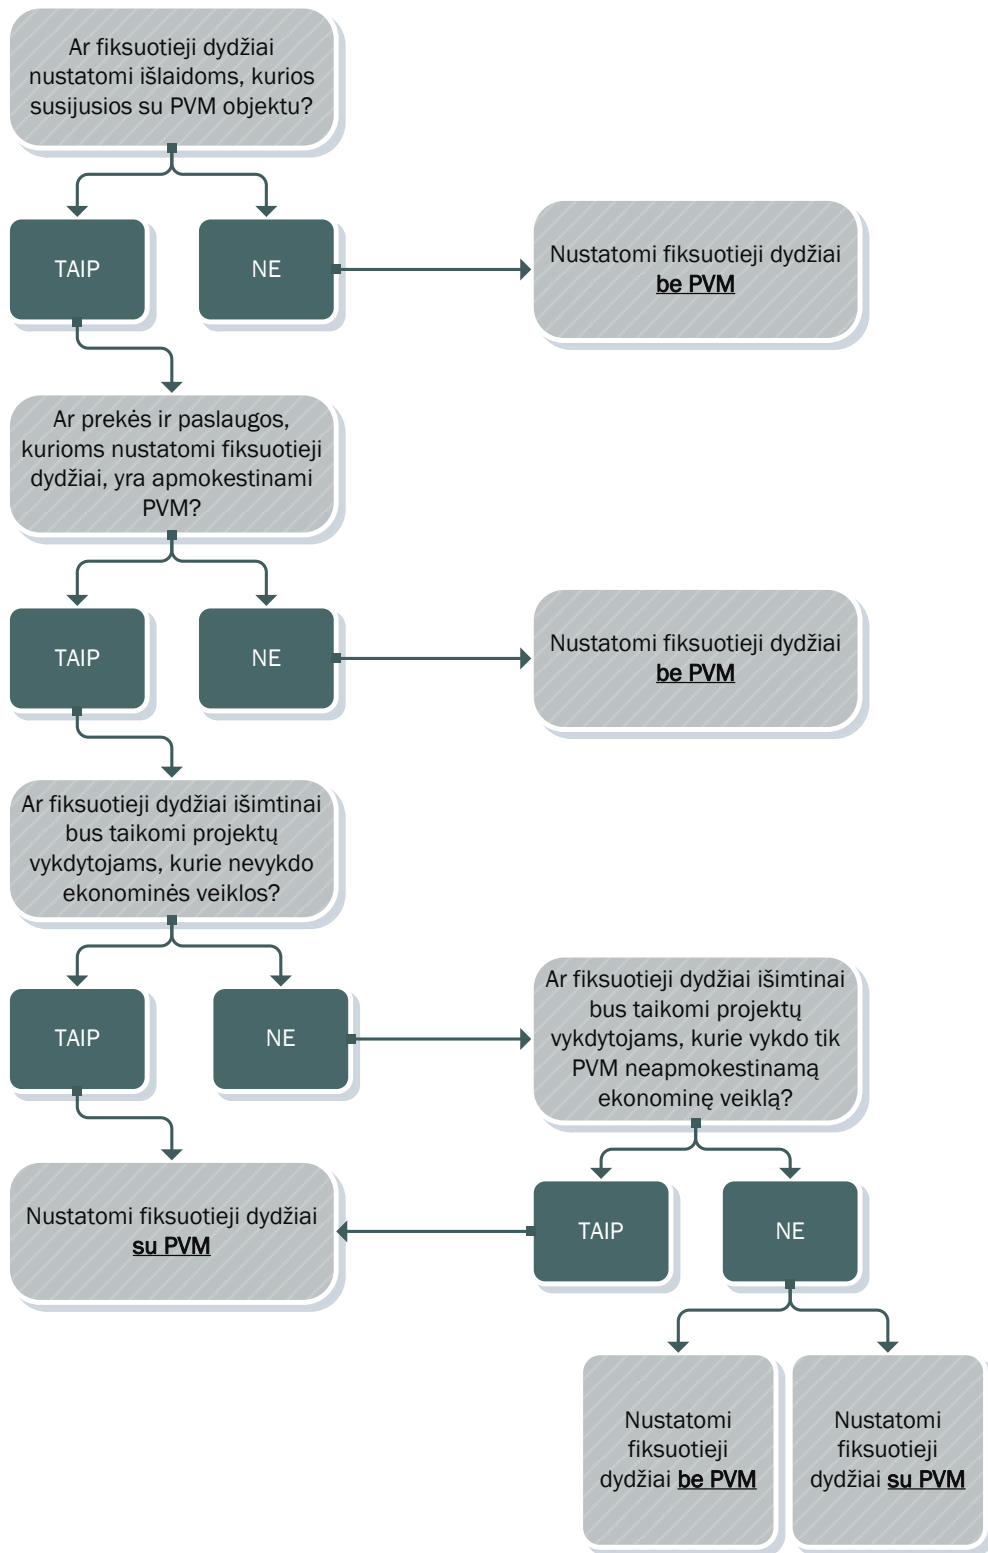 Ar fiksuotieji dydžiai
nustatomi išlaidoms, kurios
susijusios su PVM objektu?
TAIP
NE
Nustatomi fiksuotieji dydžiai
be PVM
Ar prekės ir paslaugos,
kurioms nustatomi fiksuotieji
dydžiai, yra apmokestinami
PVM?
TAIP
NE
Nustatomi fiksuotieji dydžiai
be PVM
Ar fiksuotieji dydžiai išimtinai
bus taikomi projektų
vykdytojams, kurie nevykdo
ekonominės veiklos?
TAIP
NE
Ar fiksuotieji dydžiai išimtinai
bus taikomi projektų
vykdytojams, kurie vykdo tik
PVM neapmokestinamą
ekonominę veiklą?
Nustatomi fiksuotieji dydžiai
su PVM
TAIP
NE
Nustatomi
fiksuotieji
dydžiai be PVM
Nustatomi
fiksuotieji
dydžiai su PVM